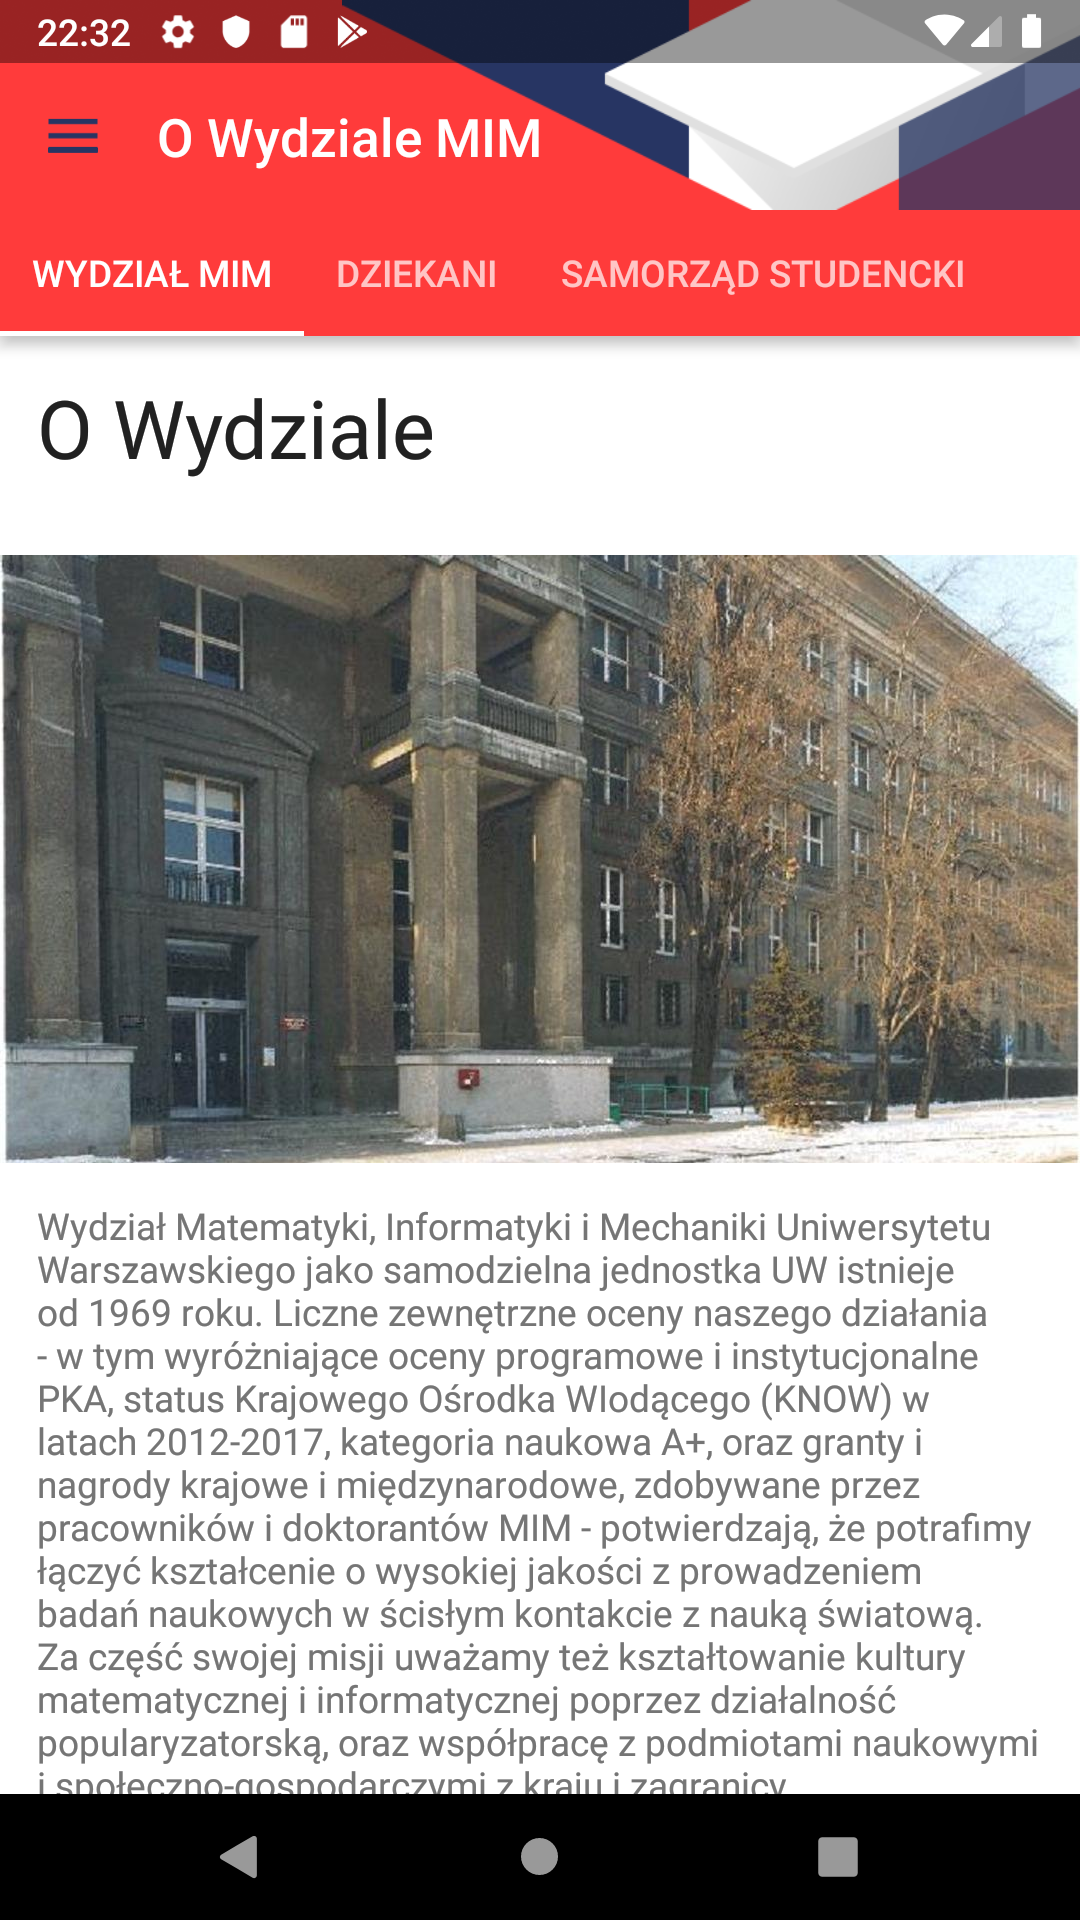 22:32
O Wydziale MIM
WYDZIAŁ MIM DZIEKANI SAMORZĄD STUDENCKI
O Wydziale
Wydział Matematyki, Informatyki i Mechaniki Uniwersytetu
Warszawskiego jako samodzielna jednostka UW istnieje
od 1969 roku. Liczne zewnętrzne oceny naszego działania
- w tym wyróżniające oceny programowe i instytucjonalne
PKA, status Krajowego Ośrodka WIodącego (KNOW) w
latach 2012-2017, kategoria naukowa A+, oraz granty i
nagrody krajowe i międzynarodowe, zdobywane przez
pracowników i doktorantów MIM - potwierdzają, że potrafimy
łączyć kształcenie o wysokiej jakości z prowadzeniem
badań naukowych w ścisłym kontakcie z nauką światową.
Za część swojej misji uważamy też kształtowanie kultury
matematycznej i informatycznej poprzez działalność
popularyzatorską, oraz współpracę z podmiotami naukowymi
i społeczno-gospodarczymi z kraju i zagranicy